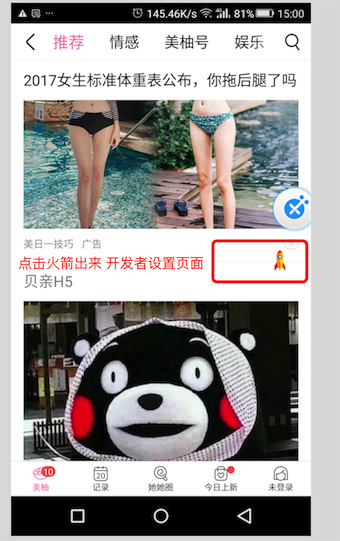 145.45K/s 4G 81% 15:00
推荐 情感 美柚号 娱乐
2017女生标准体重表公布，你拖后腿了吗
美日一技巧 广告
点击火箭出来 开发者设置页面
贝亲H5
10
20
美柚 记录 她她圈 今日上新 未登录